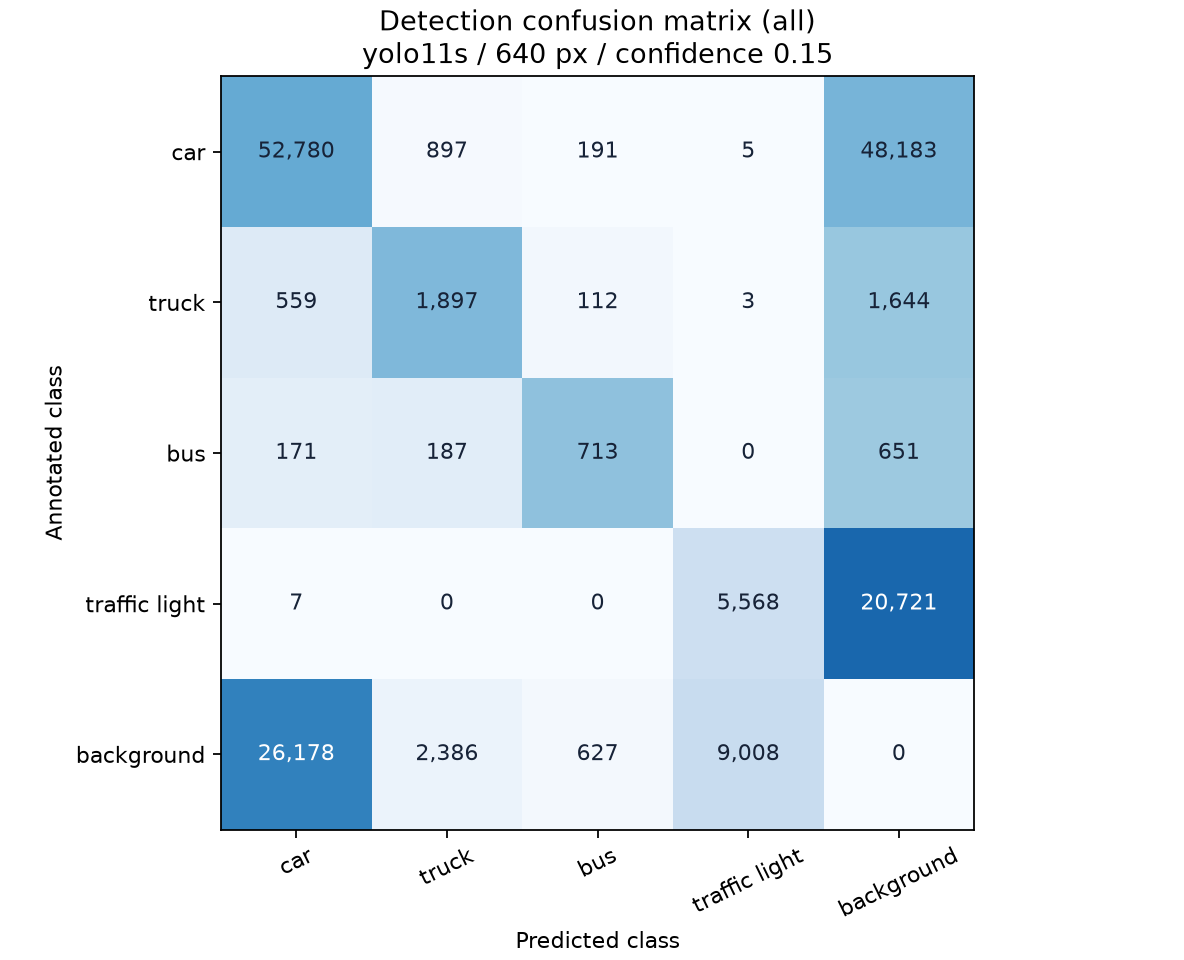 Detection confusion matrix (all)
yolo11s / 640 px / confidence 0.15
car 52,780 897 191 5 48,183
truck 559 1,897 112 3 1,644
bus 171 187 713 0 651
traffic light 7 0 0 5,568 20,721
background 26,178 2,386 627 9,008 0
Annotated class
car truck bus traffic light background
Predicted class